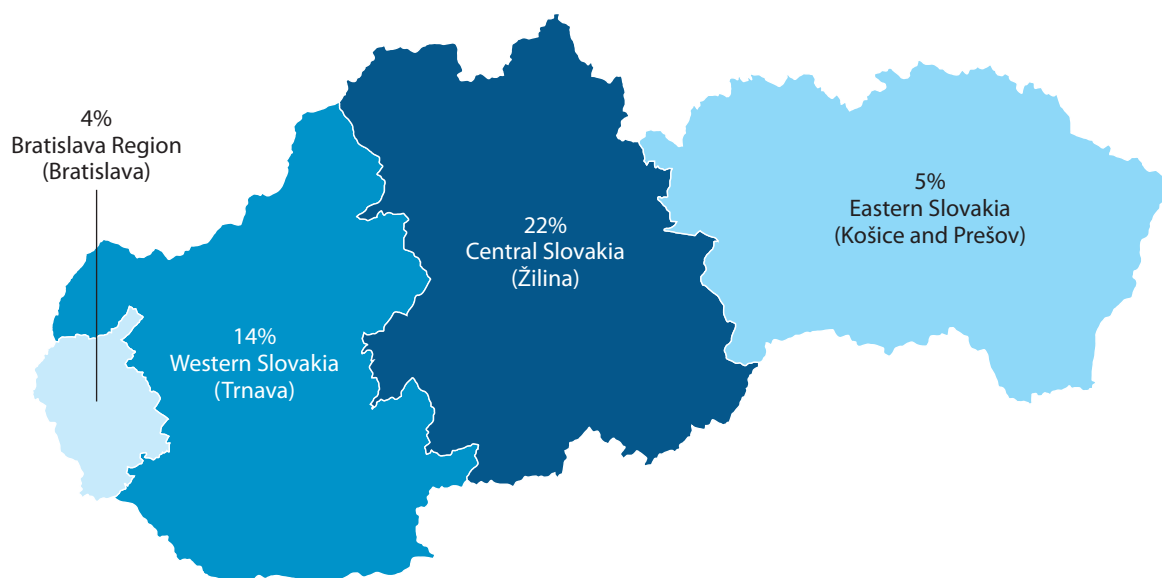 4%
Bratislava Region
(Bratislava)
14%
Western Slovakia
(Trnava)
22%
Central Slovakia
(Žilina)
5%
Eastern Slovakia
(Košice and Prešov)